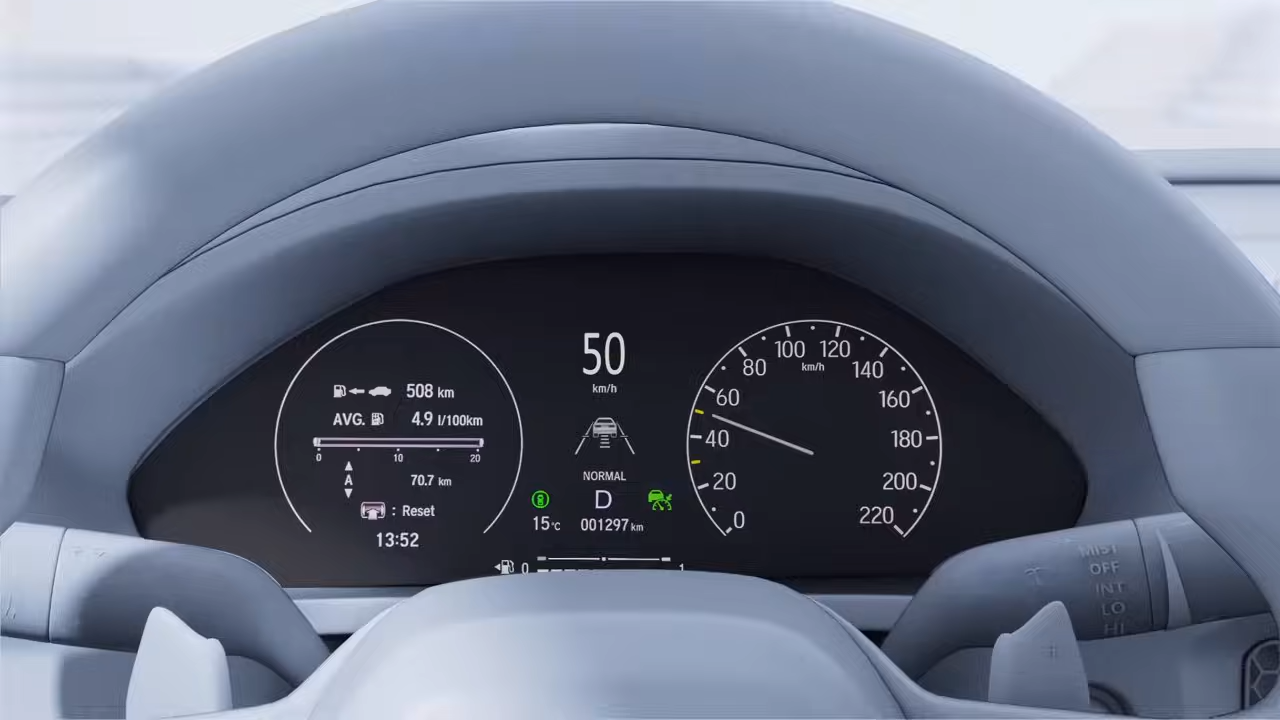 508 km
AVG. 4.9 l/100km
0 10 20
A 70.7 km
: Reset
13:52
50
km/h
NORMAL
D
15°C
001297 km
0 1
0 20 40 60 80 100 120 140 160 180 200 220
km/h
MIST
OFF
INT
LO
HI